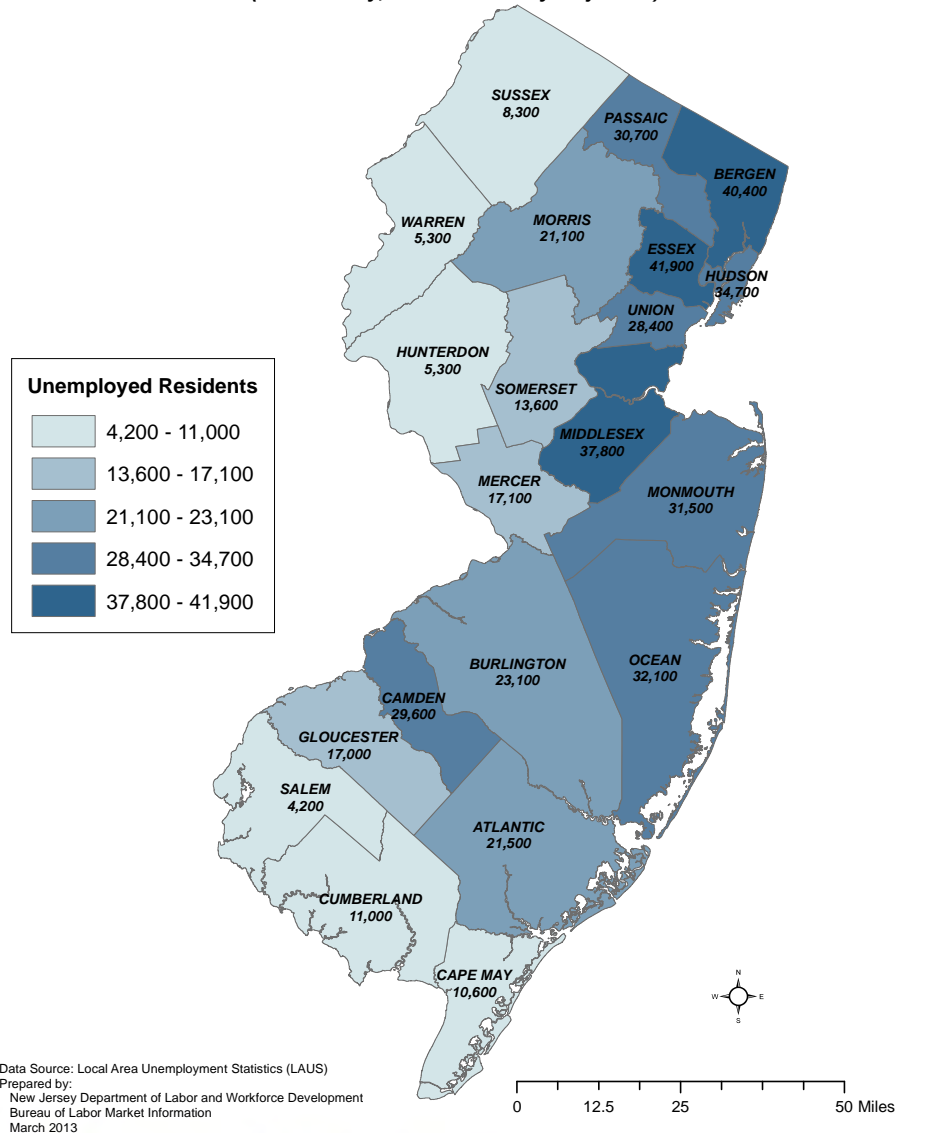 SUSSEX
8,300
PASSAIC
30,700
BERGEN
40,400
WARREN
5,300
MORRIS
21,100
ESSEX
41,900
HUDSON
34,700
UNION
28,400
HUNTERDON
5,300
SOMERSET
13,600
MIDDLESEX
37,800
MERCER
17,100
MONMOUTH
31,500
Unemployed Residents
4,200 - 11,000
13,600 - 17,100
21,100 - 23,100
28,400 - 34,700
37,800 - 41,900
BURLINGTON
23,100
OCEAN
32,100
CAMDEN
29,600
GLOUCESTER
17,000
SALEM
4,200
ATLANTIC
21,500
CUMBERLAND
11,000
CAPE MAY
10,600
N
W E
S
Data Source: Local Area Unemployment Statistics (LAUS)
Prepared by:
New Jersey Department of Labor and Workforce Development
Bureau of Labor Market Information
March 2013
0 12.5 25 50 Miles